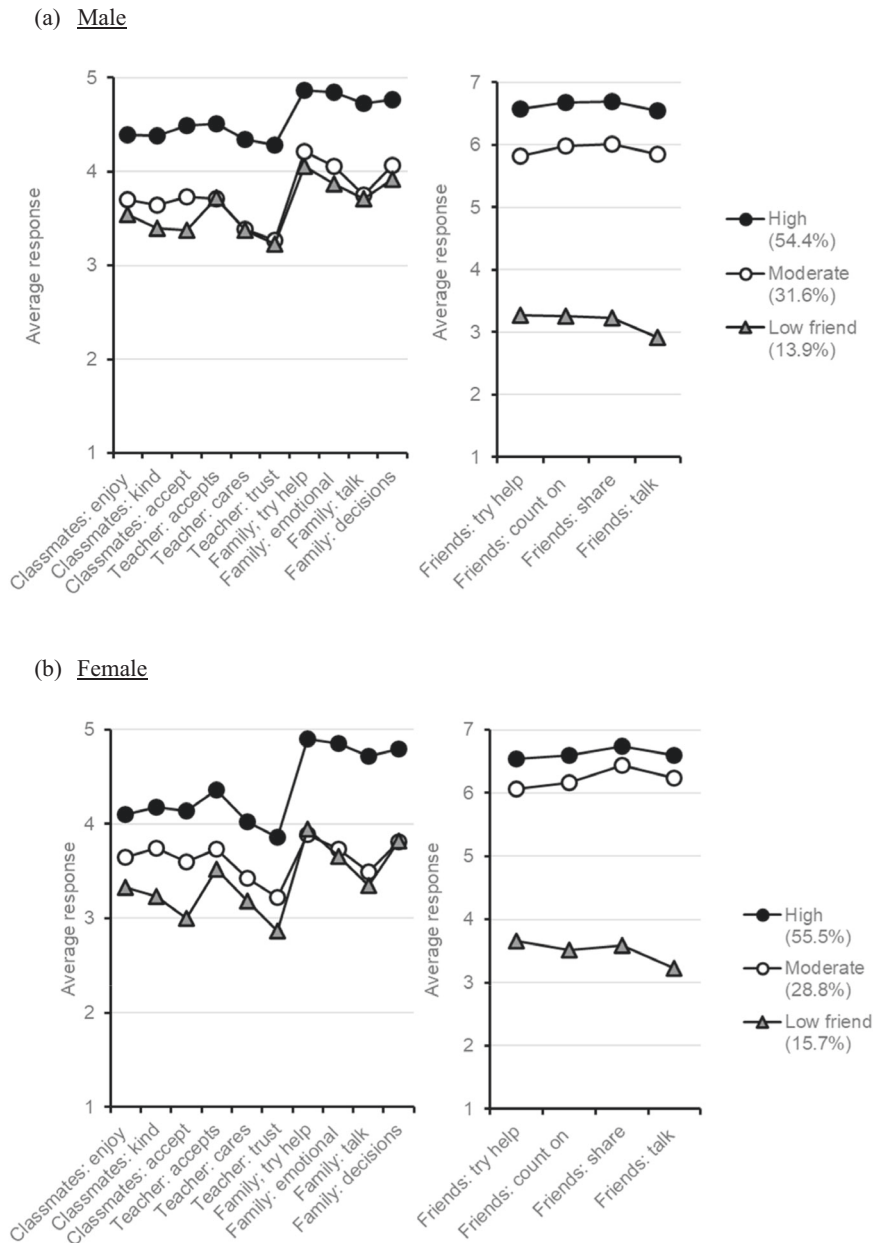 (a) Male
5
4
3
2
1
Average response
Classmates: enjoy
Classmates: kind
Classmates: accept
Teacher: accepts
Teacher: cares
Teacher: trust
Family; try help
Family: emotional
Family: talk
Family: decisions
7
6
5
4
3
2
1
Average response
Friends: try help
Friends: count on
Friends: share
Friends: talk
High
(54.4%)
Moderate
(31.6%)
Low friend
(13.9%)
(b) Female
5
4
3
2
1
Average response
Classmates: enjoy
Classmates: kind
Classmates: accept
Teacher: accepts
Teacher: cares
Teacher: trust
Family; try help
Family: emotional
Family: talk
Family: decisions
7
6
5
4
3
2
1
Average response
Friends: try help
Friends: count on
Friends: share
Friends: talk
High
(55.5%)
Moderate
(28.8%)
Low friend
(15.7%)